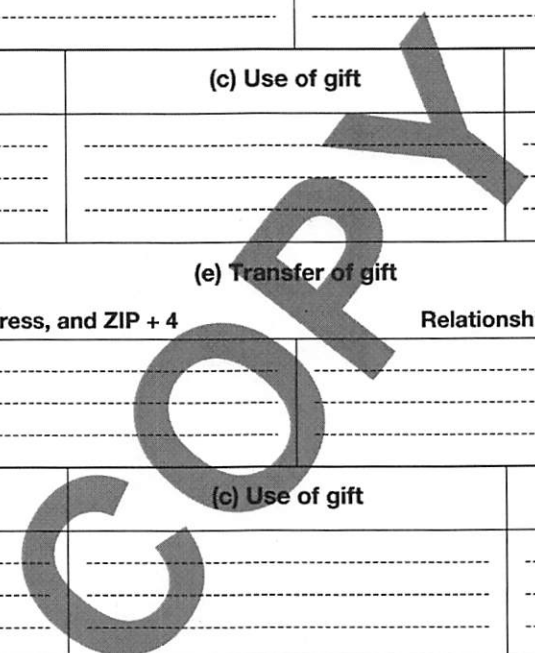 (c) Use of gift
(e) Transfer of gift
ress, and ZIP + 4 Relationsh
(c) Use of gift
COPY